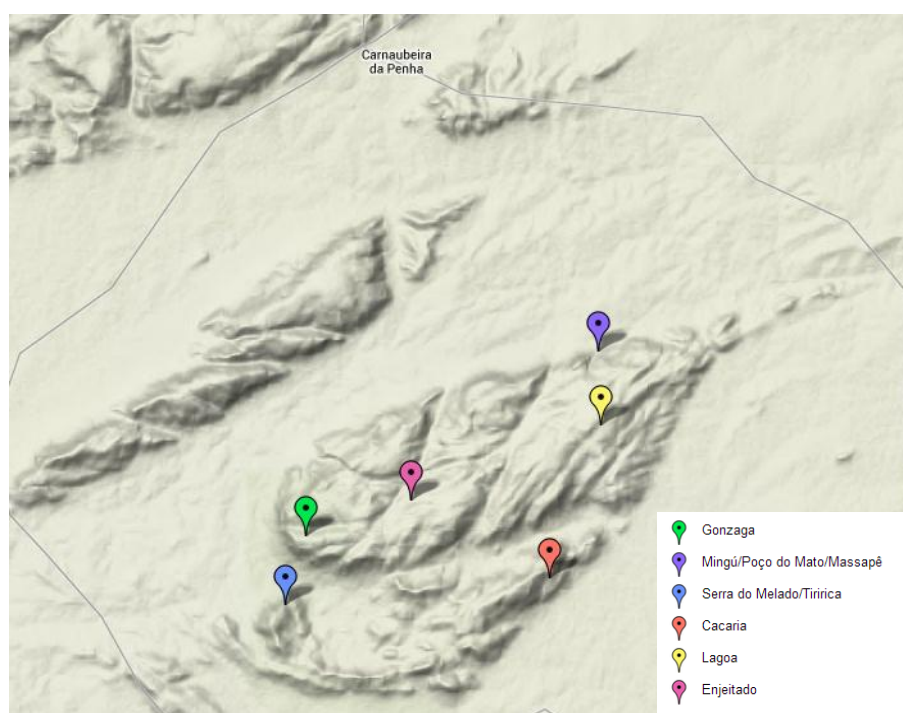 Carnaubeira
da Penha
Gonzaga
Mingú/Poço do Mato/Massapê
Serra do Melado/Tiririca
Cacaria
Lagoa
Enjeitado